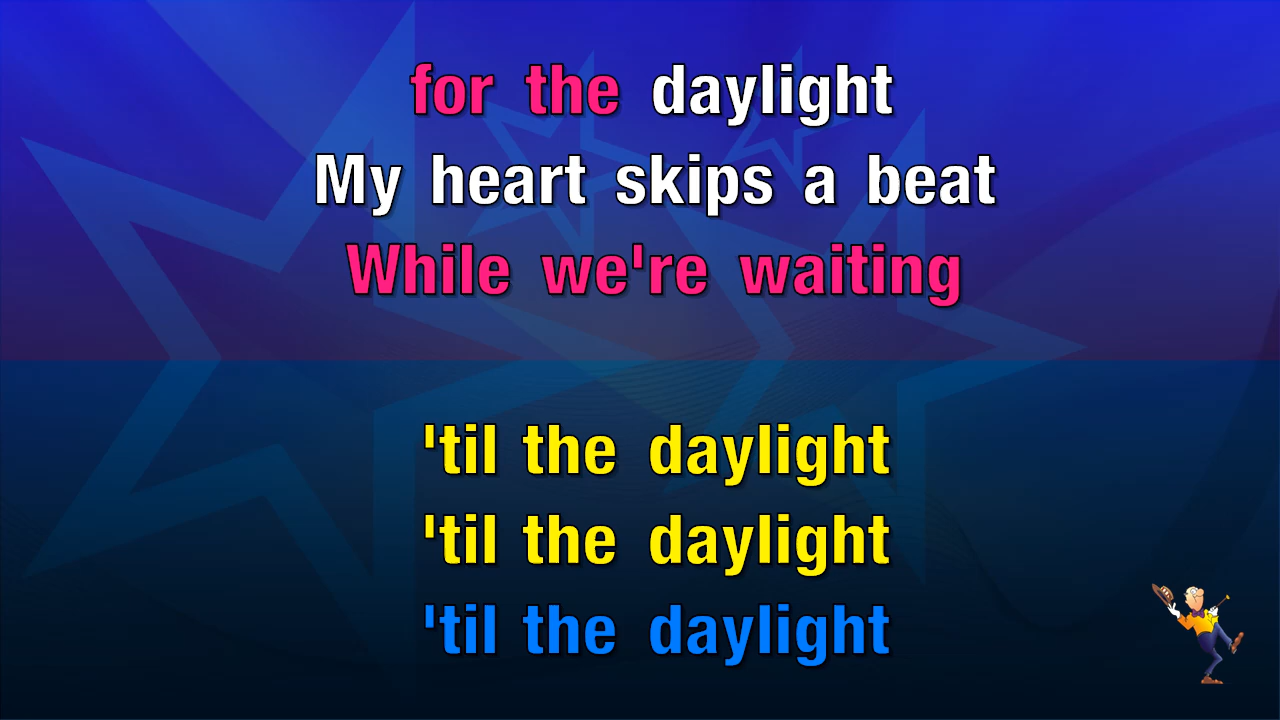 for the daylight
My heart skips a beat
While we're waiting
'til the daylight
'til the daylight
'til the daylight